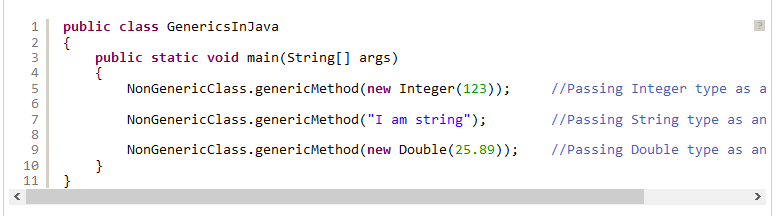 1 public class GenericsInJava
2 {
3     public static void main(String[] args)
4     {
5         NonGenericClass.genericMethod(new Integer(123));     //Passing Integer type as a
6
7         NonGenericClass.genericMethod("I am string");        //Passing String type as an
8
9         NonGenericClass.genericMethod(new Double(25.89));    //Passing Double type as an
10     }
11 }